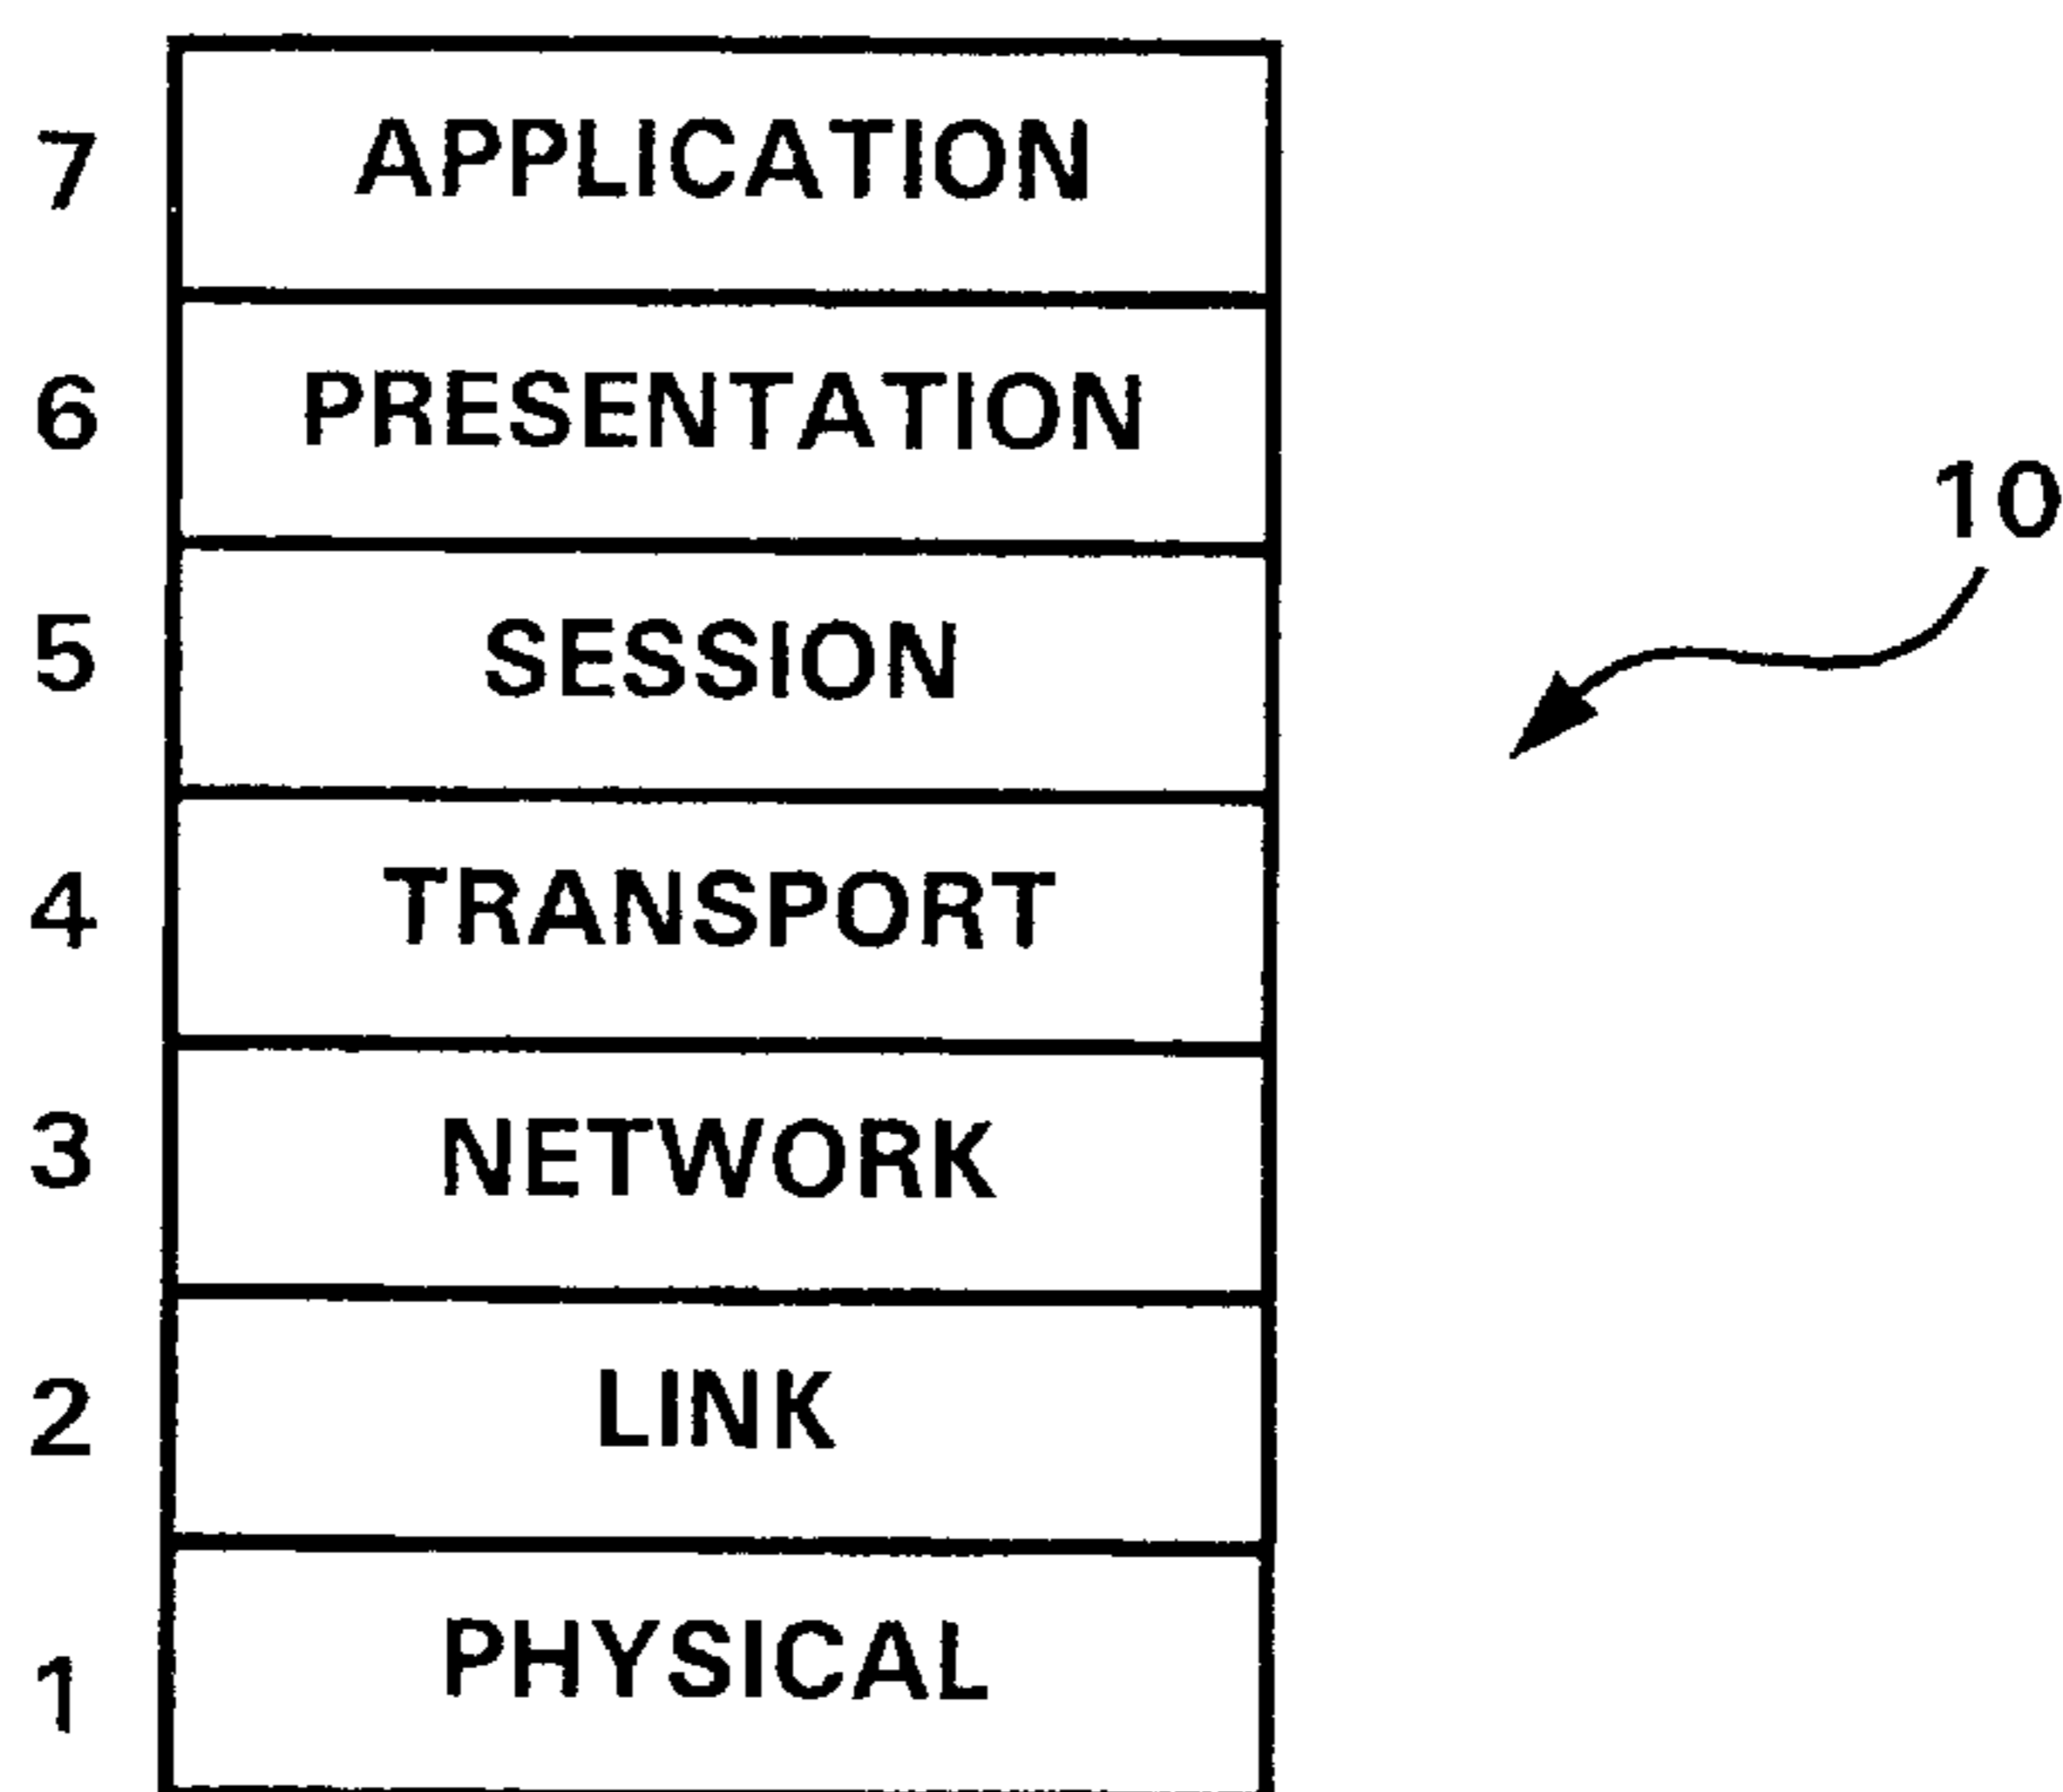 7 APPLICATION
6 PRESENTATION
10
5 SESSION
4 TRANSPORT
3 NETWORK
2 LINK
1 PHYSICAL